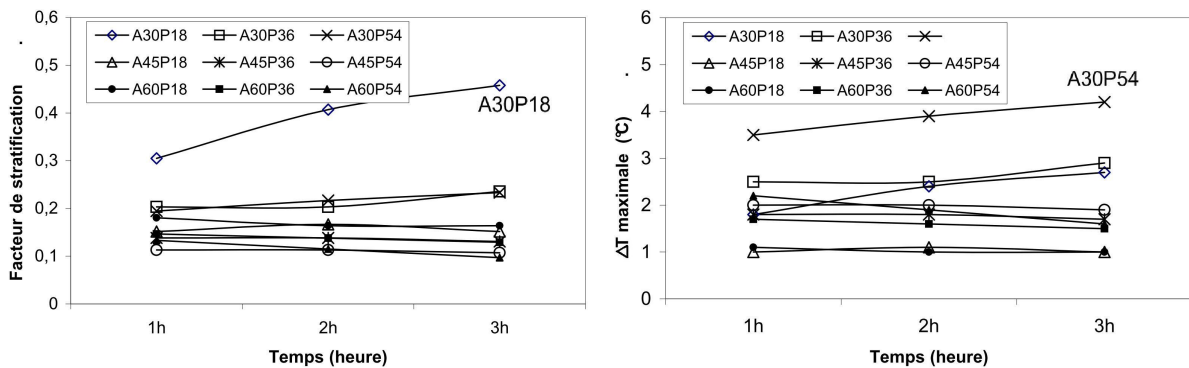 Facteur de stratification
0,6
0,5
0,4
0,3
0,2
0,1
0
A30P18 A30P36 A30P54
A45P18 A45P36 A45P54
A60P18 A60P36 A60P54
A30P18
1h 2h 3h
Temps (heure)
ΔT maximale (°C)
6
5
4
3
2
1
0
A30P18 A30P36
A45P18 A45P36 A45P54
A60P18 A60P36 A60P54
A30P54
1h 2h 3h
Temps (heure)